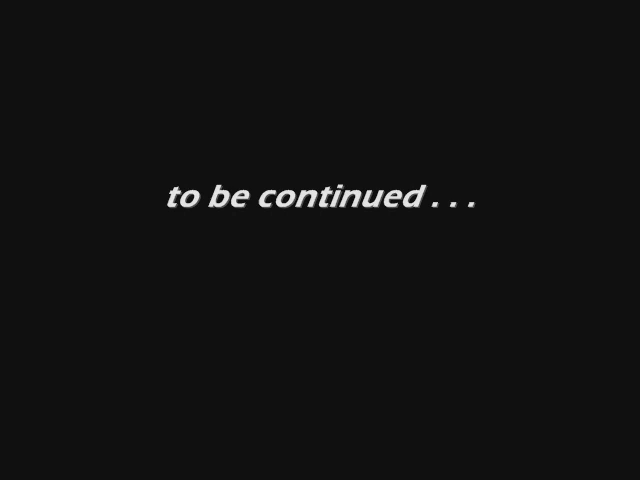 to be continued . . .